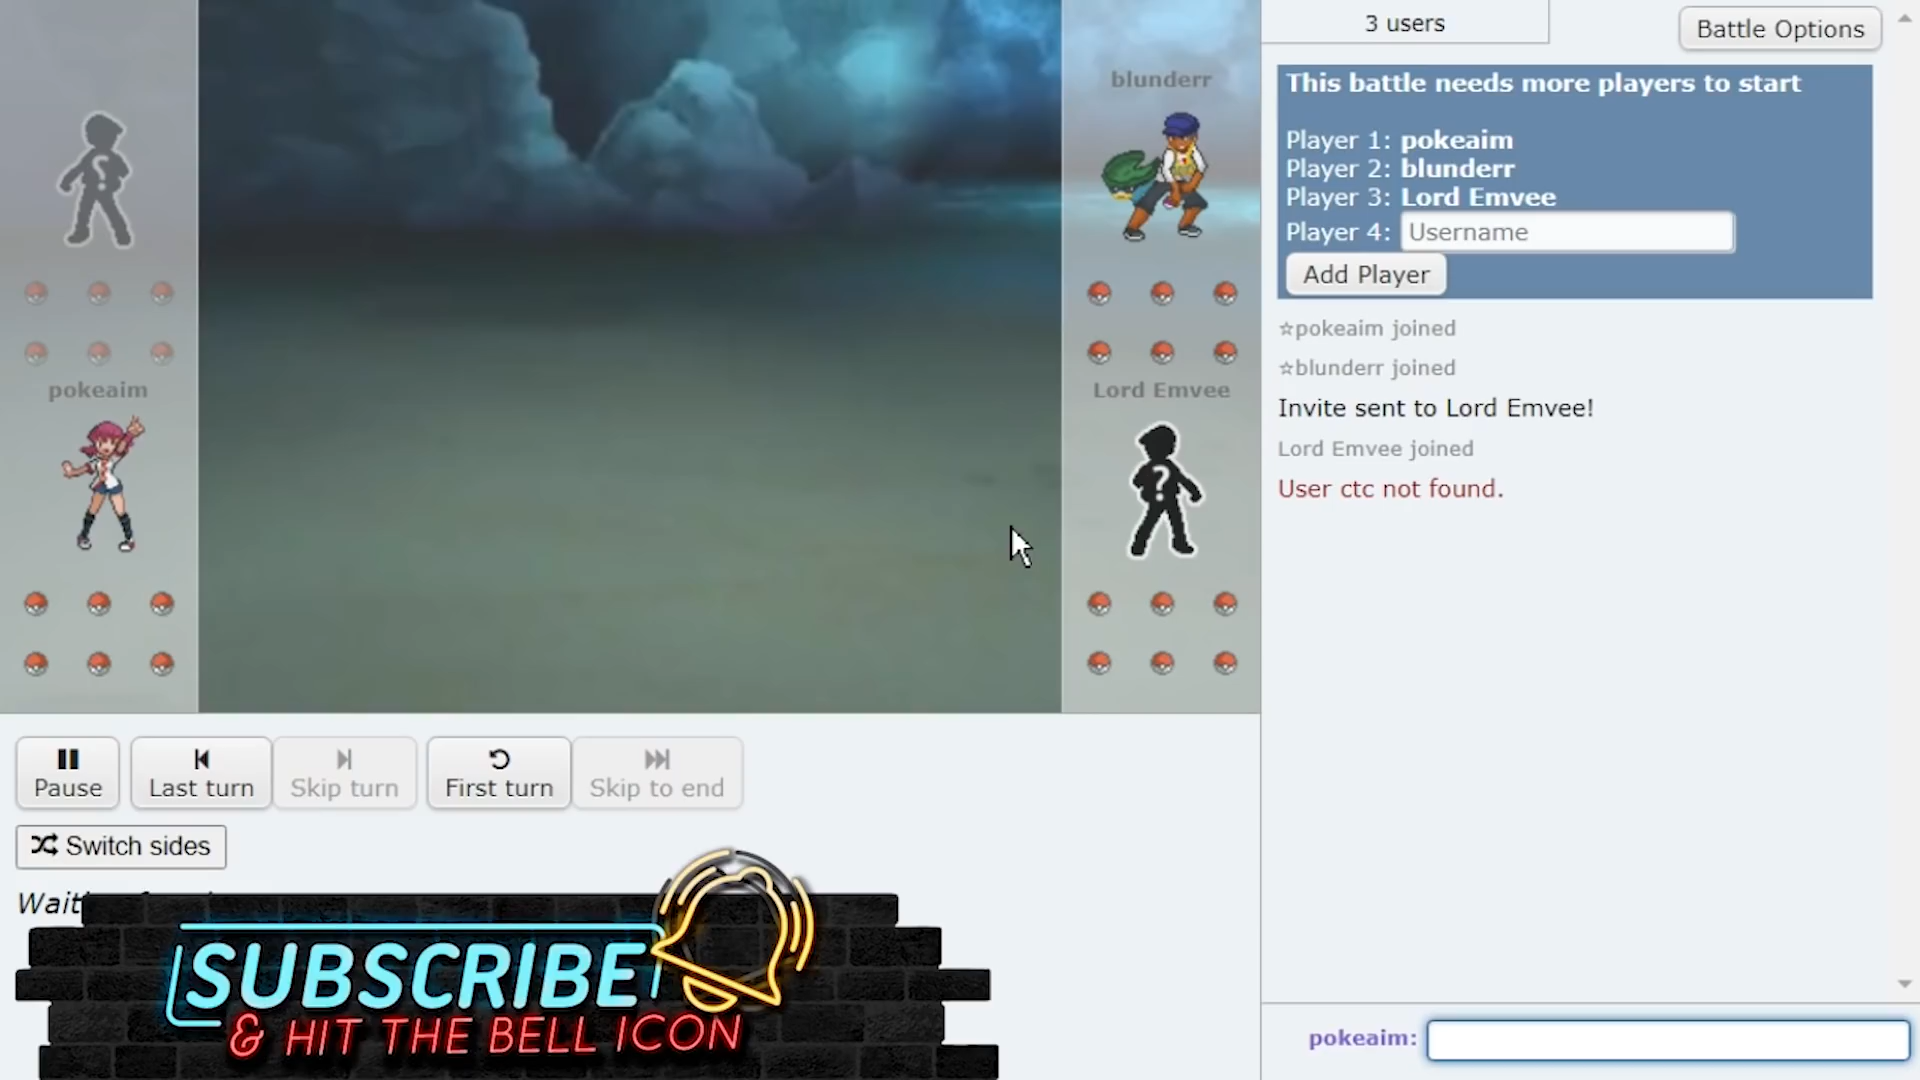 3 users
Battle Options
blunderr
This battle needs more players to start
Player 1: pokeaim
Player 2: blunderr
Player 3: Lord Emvee
Player 4: Username
Add Player
☆pokeaim joined
☆blunderr joined
Invite sent to Lord Emvee!
Lord Emvee joined
User ctc not found.
pokeaim
Lord Emvee
?
?
Pause
Last turn
Skip turn
First turn
Skip to end
Switch sides
SUBSCRIBE
& HIT THE BELL ICON
pokeaim: